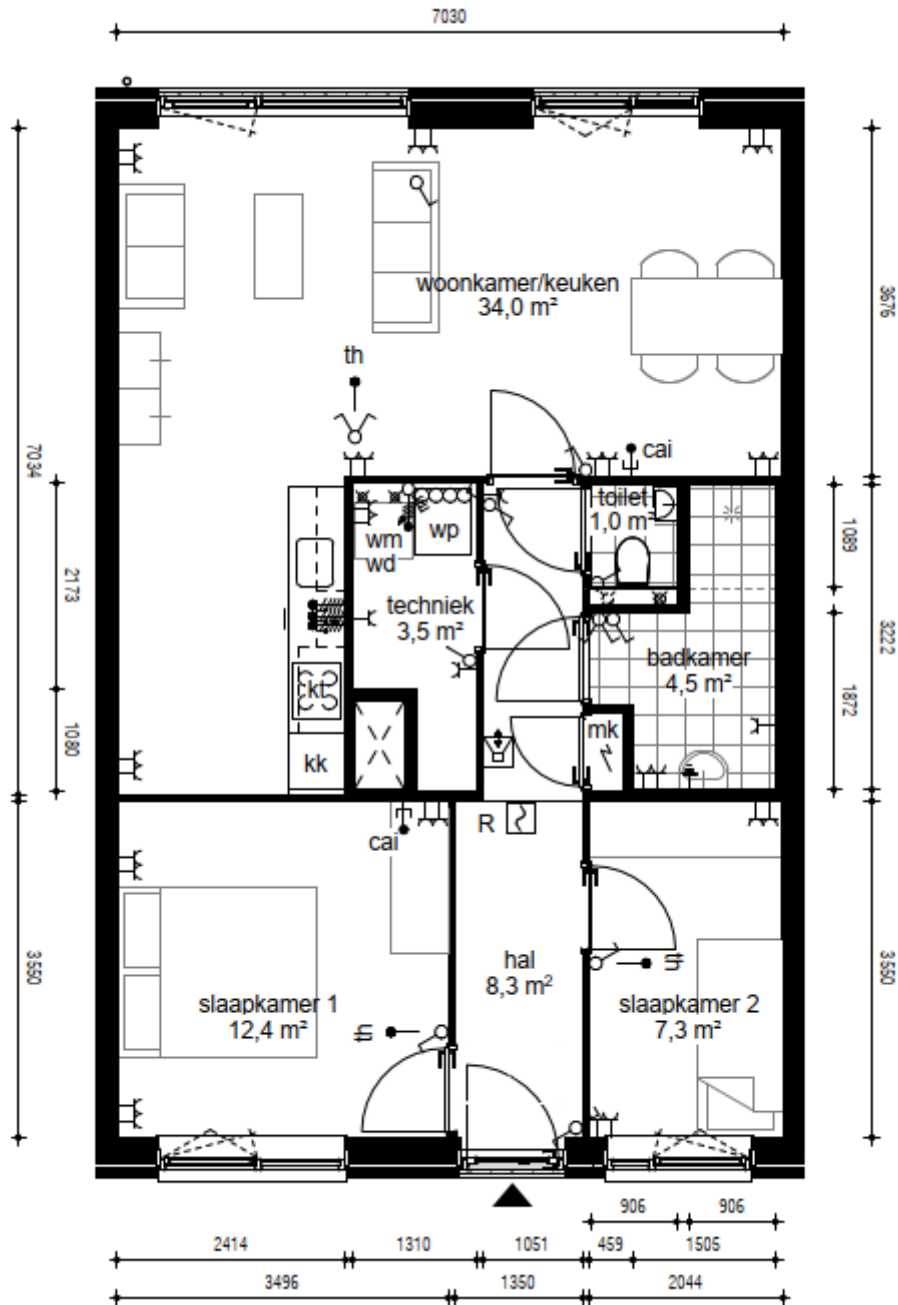 7030
woonkamer/keuken
34,0 m²
3676
th
cai
7034
toilet
1,0 m²
wm
wd
wp
1089
2173
techniek
3,5 m²
3222
badkamer
4,5 m²
1872
kt
mk
1080
kk
R
cai
hal
8,3 m²
th
3550
slaapkamer 1
12,4 m²
th
slaapkamer 2
7,3 m²
3550
906 906
2414 1310 1051 459 1505
3496 1350 2044